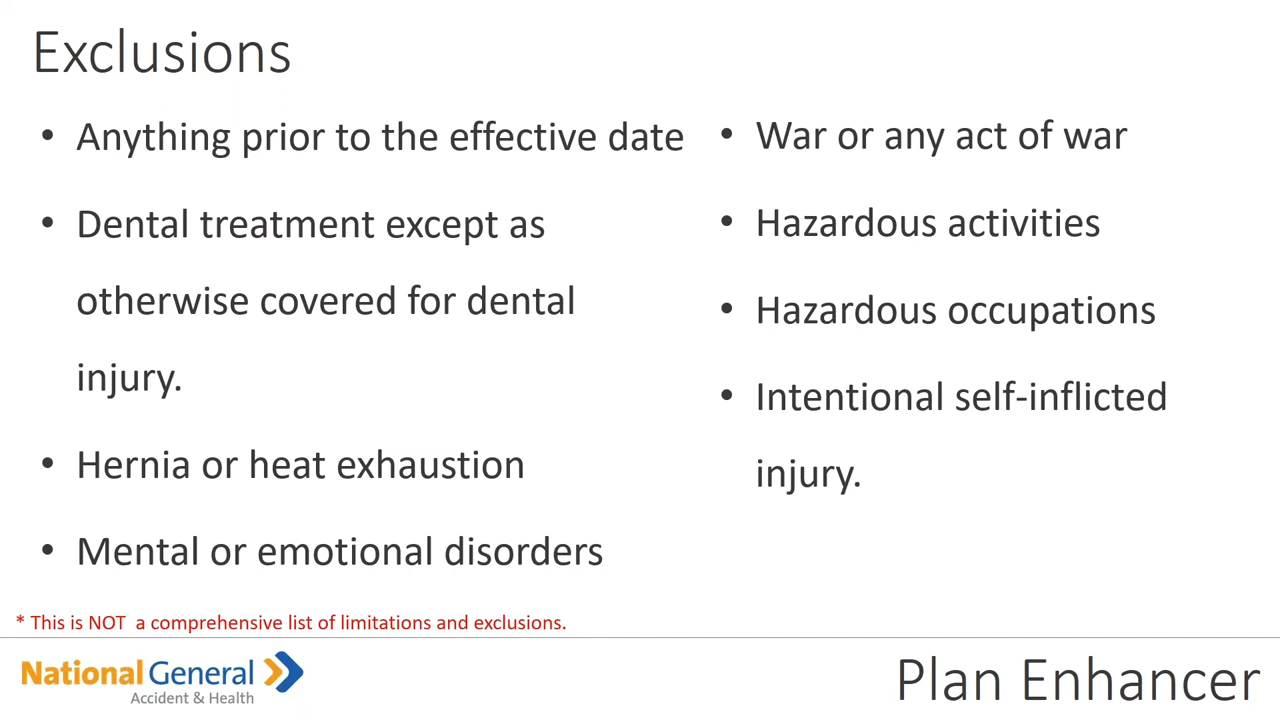 Exclusions
• Anything prior to the effective date
• Dental treatment except as
otherwise covered for dental
injury.
• Hernia or heat exhaustion
• Mental or emotional disorders
• War or any act of war
• Hazardous activities
• Hazardous occupations
• Intentional self-inflicted
injury.
* This is NOT  a comprehensive list of limitations and exclusions.
National General
Accident & Health
Plan Enhancer